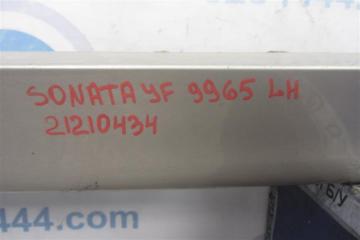 SONATA YF 9965 LH
21210434
444.com
Б/У